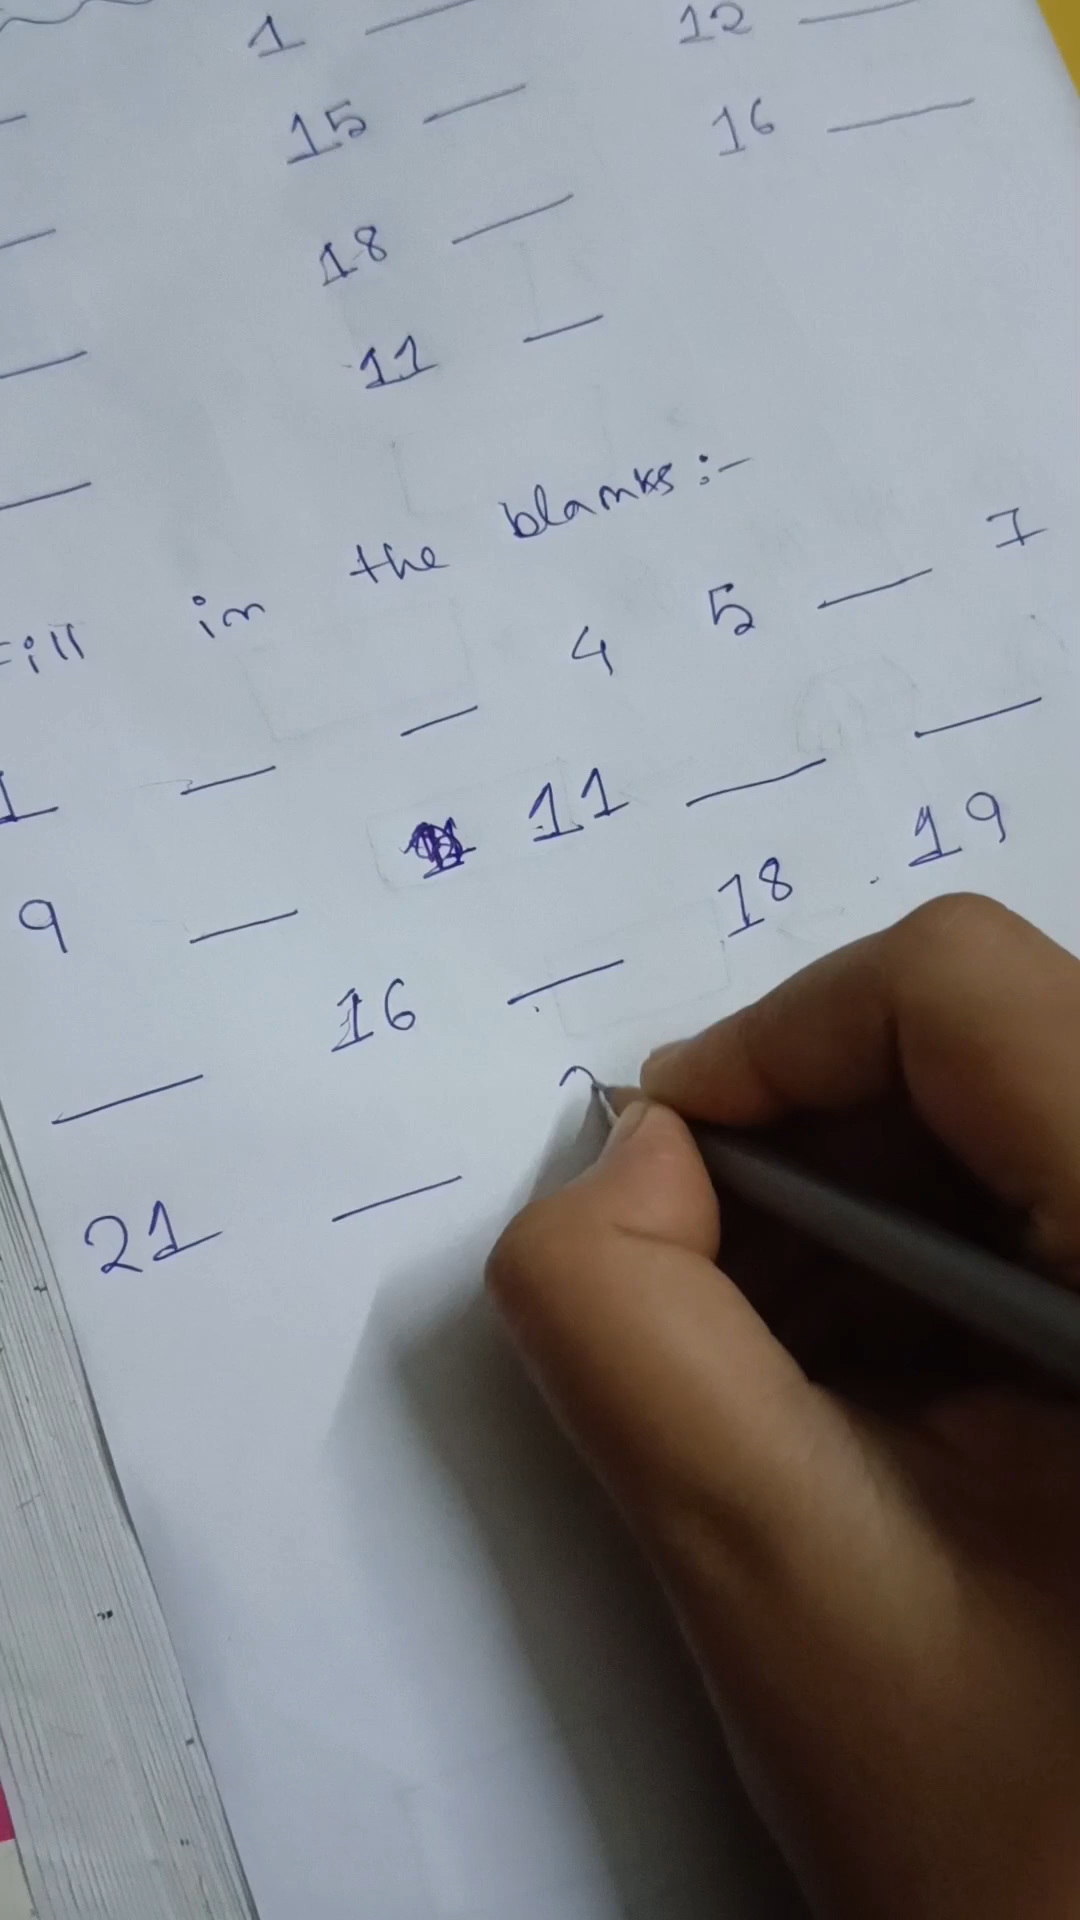 1 ___ 12 ___
15 ___ 16 ___
18 ___
11 ___
Fill in the blanks :-
1 ___ ___ 4 5 ___ 7
9 ___ 11 ___ ___
___ 16 ___ 18 19
21 ___